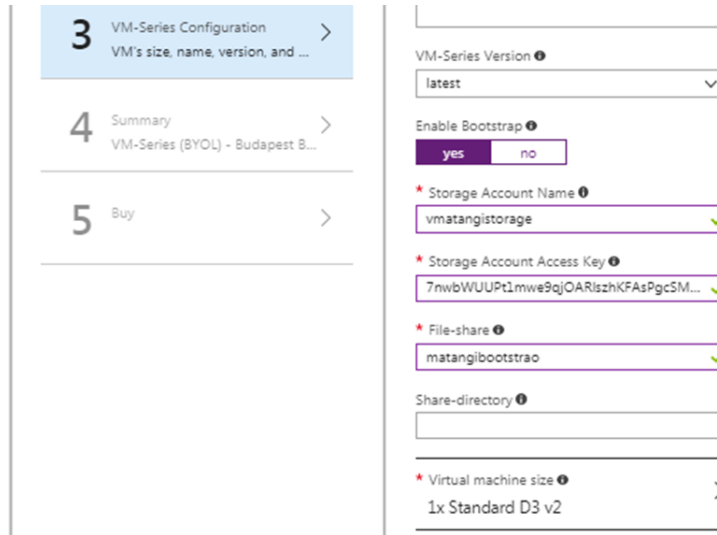 3
VM-Series Configuration
VM's size, name, version, and ...
4
Summary
VM-Series (BYOL) - Budapest B...
5
Buy
VM-Series Version
latest
Enable Bootstrap
yes no
* Storage Account Name
vmatangistorage
* Storage Account Access Key
7nwbWUUPt1mwe9qjOARIszhKFAsPgcSM...
* File-share
matangibootstrao
Share-directory
* Virtual machine size
1x Standard D3 v2